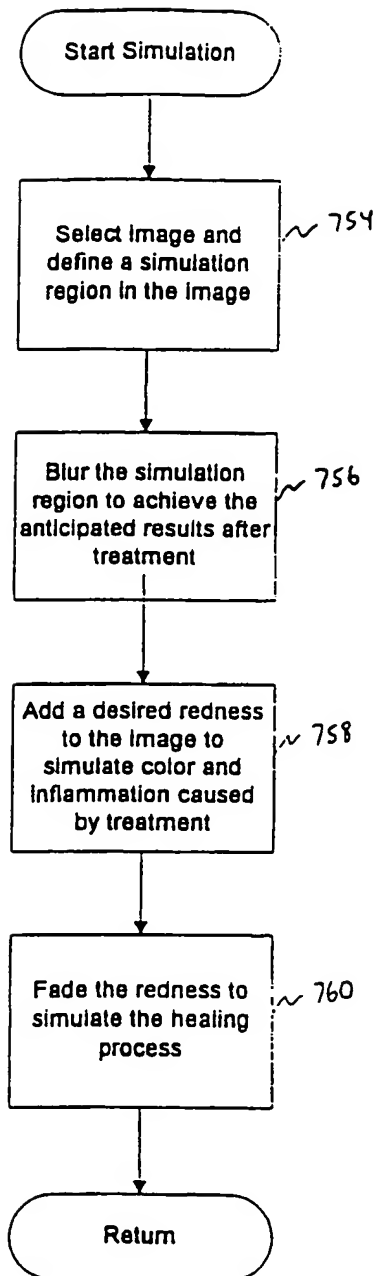 Start Simulation
Select image and
define a simulation
region in the image
754
Blur the simulation
region to achieve the
anticipated results after
treatment
756
Add a desired redness
to the image to
simulate color and
inflammation caused
by treatment
758
Fade the redness to
simulate the healing
process
760
Return